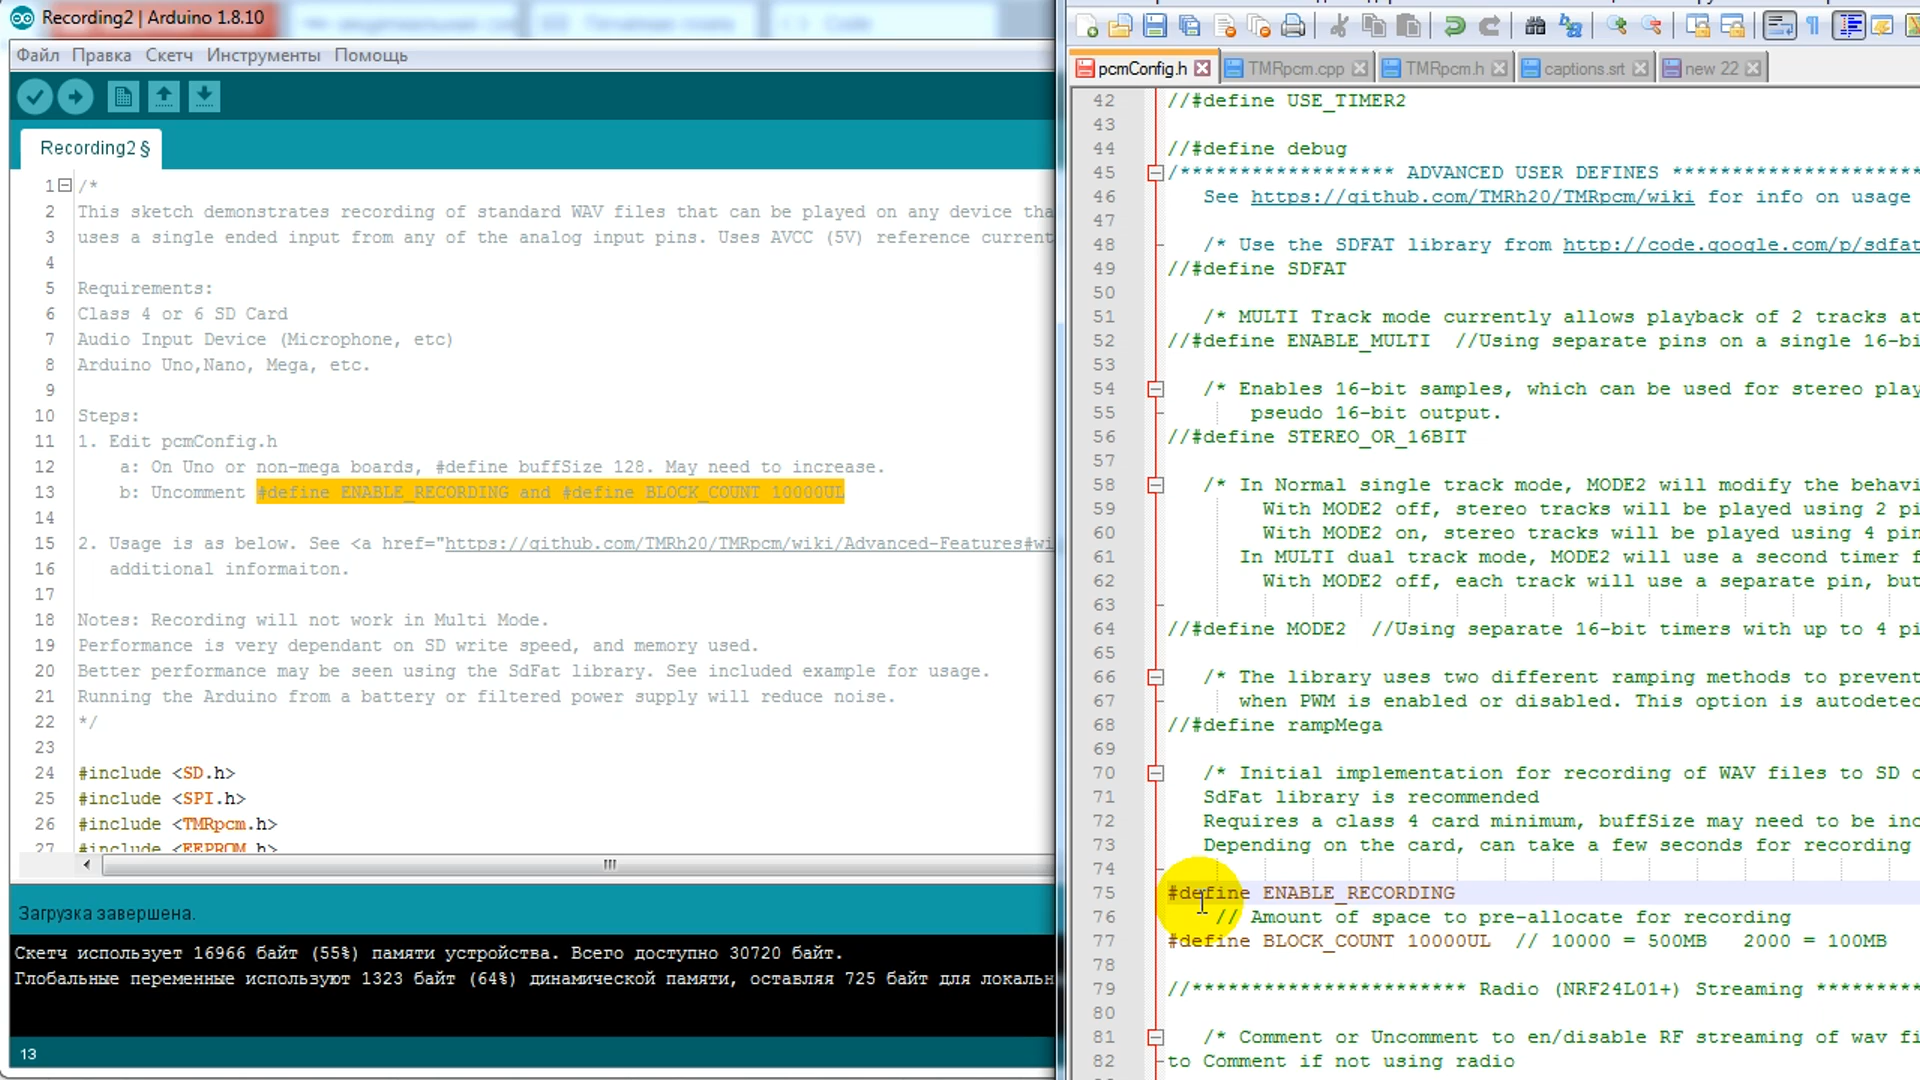 Recording2 | Arduino 1.8.10
Файл Правка Скетч Инструменты Помощь
Recording2 §
1 /*
2 This sketch demonstrates recording of standard WAV files that can be played on any device tha
3 uses a single ended input from any of the analog input pins. Uses AVCC (5V) reference current
4
5 Requirements:
6 Class 4 or 6 SD Card
7 Audio Input Device (Microphone, etc)
8 Arduino Uno,Nano, Mega, etc.
9
10 Steps:
11 1. Edit pcmConfig.h
12 a: On Uno or non-mega boards, #define buffSize 128. May need to increase.
13 b: Uncomment #define ENABLE_RECORDING and #define BLOCK_COUNT 10000UL
14
15 2. Usage is as below. See <a href="https://github.com/TMRh20/TMRpcm/wiki/Advanced-Features#wi
16 additional informaiton.
17
18 Notes: Recording will not work in Multi Mode.
19 Performance is very dependant on SD write speed, and memory used.
20 Better performance may be seen using the SdFat library. See included example for usage.
21 Running the Arduino from a battery or filtered power supply will reduce noise.
22 */
23
24 #include <SD.h>
25 #include <SPI.h>
26 #include <TMRpcm.h>
27 #include <EEPROM.h>
Загрузка завершена.
Скетч использует 16966 байт (55%) памяти устройства. Всего доступно 30720 байт.
Глобальные переменные используют 1323 байт (64%) динамической памяти, оставляя 725 байт для локальн
13
pcmConfig.h TMRpcm.cpp TMRpcm.h captions.srt new 22
42 //#define USE_TIMER2
43
44 //#define debug
45 /****************** ADVANCED USER DEFINES *********************
46 See https://github.com/TMRh20/TMRpcm/wiki for info on usage
47
48 /* Use the SDFAT library from http://code.google.com/p/sdfat
49 //#define SDFAT
50
51 /* MULTI Track mode currently allows playback of 2 tracks at
52 //#define ENABLE_MULTI //Using separate pins on a single 16-bi
53
54 /* Enables 16-bit samples, which can be used for stereo play
55 pseudo 16-bit output.
56 //#define STEREO_OR_16BIT
57
58 /* In Normal single track mode, MODE2 will modify the behavi
59 With MODE2 off, stereo tracks will be played using 2 pi
60 With MODE2 on, stereo tracks will be played using 4 pin
61 In MULTI dual track mode, MODE2 will use a second timer f
62 With MODE2 off, each track will use a separate pin, but
63
64 //#define MODE2 //Using separate 16-bit timers with up to 4 pi
65
66 /* The library uses two different ramping methods to prevent
67 when PWM is enabled or disabled. This option is autodetec
68 //#define rampMega
69
70 /* Initial implementation for recording of WAV files to SD c
71 SdFat library is recommended
72 Requires a class 4 card minimum, buffSize may need to be inc
73 Depending on the card, can take a few seconds for recording
74
75 #define ENABLE_RECORDING
76 // Amount of space to pre-allocate for recording
77 #define BLOCK_COUNT 10000UL // 10000 = 500MB 2000 = 100MB
78
79 //*********************** Radio (NRF24L01+) Streaming *********
80
81 /* Comment or Uncomment to en/disable RF streaming of wav fi
82 to Comment if not using radio